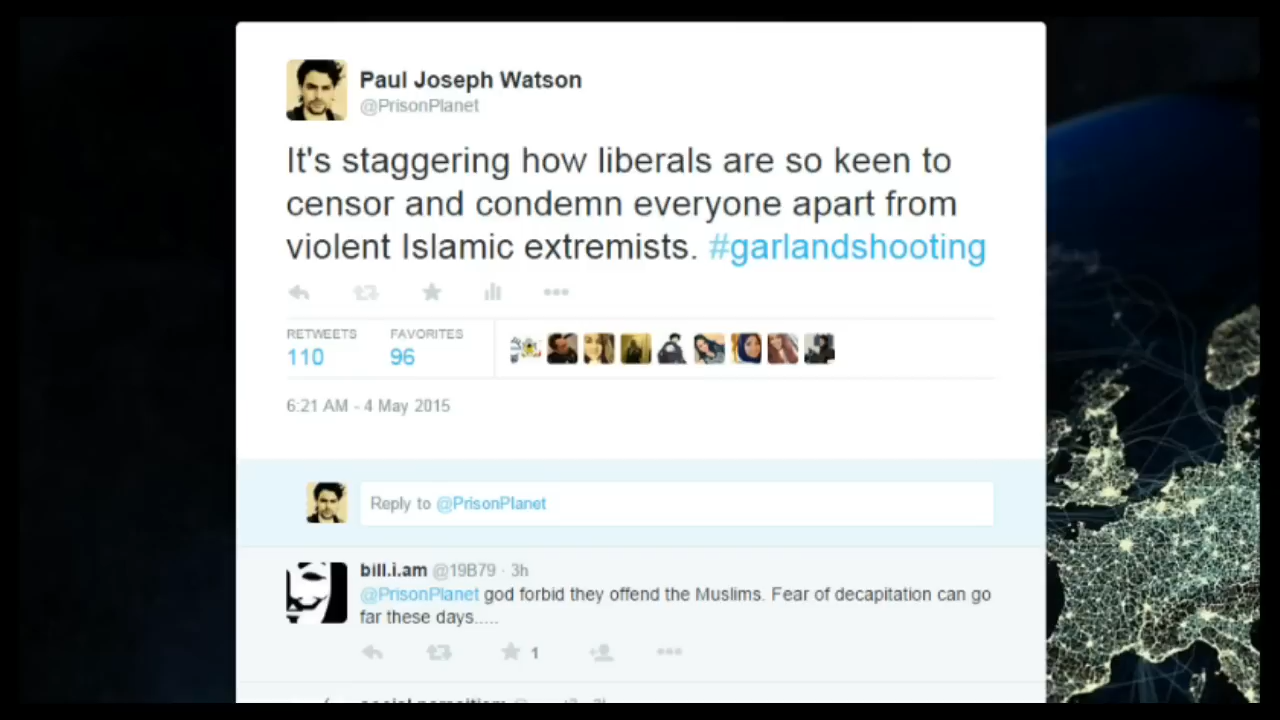 Paul Joseph Watson
@PrisonPlanet
It's staggering how liberals are so keen to
censor and condemn everyone apart from
violent Islamic extremists. #garlandshooting
RETWEETS FAVORITES
110 96
6:21 AM - 4 May 2015
Reply to @PrisonPlanet
bill.i.am @19B79 · 3h
@PrisonPlanet god forbid they offend the Muslims. Fear of decapitation can go
far these days.....
1